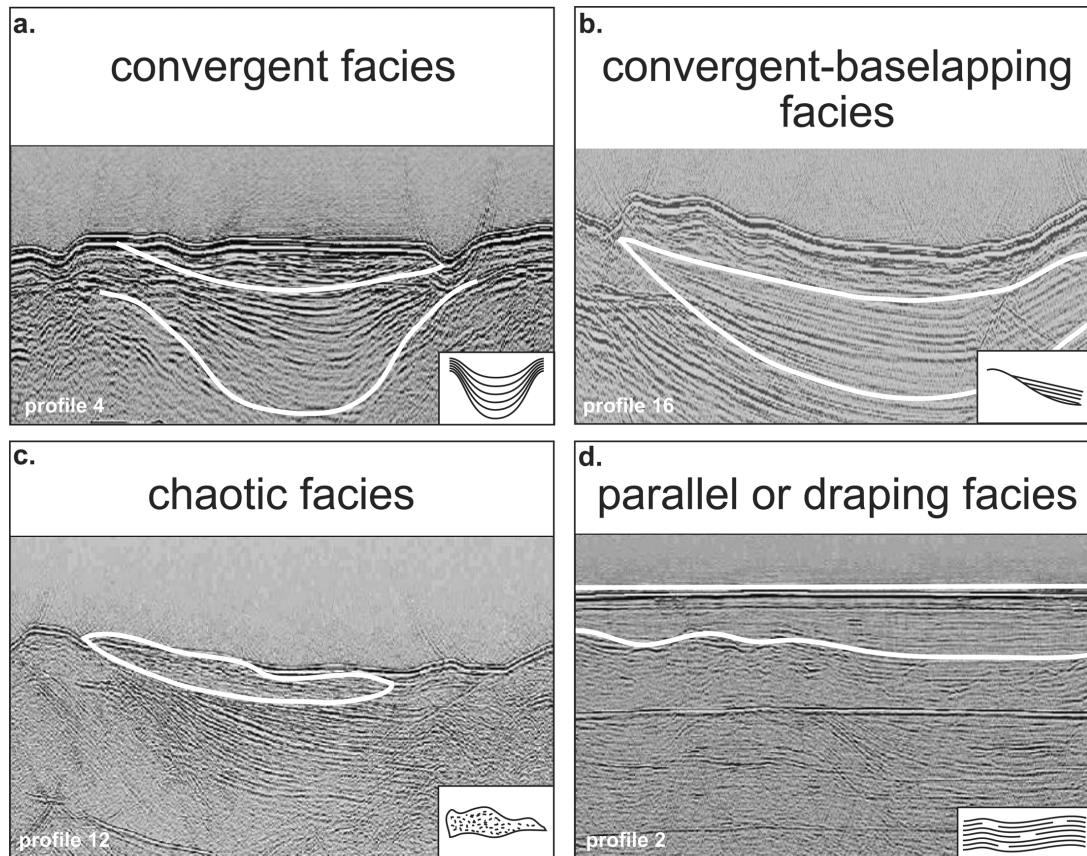 a.
convergent facies
profile 4
b.
convergent-baselapping
facies
profile 16
c.
chaotic facies
profile 12
d.
parallel or draping facies
profile 2